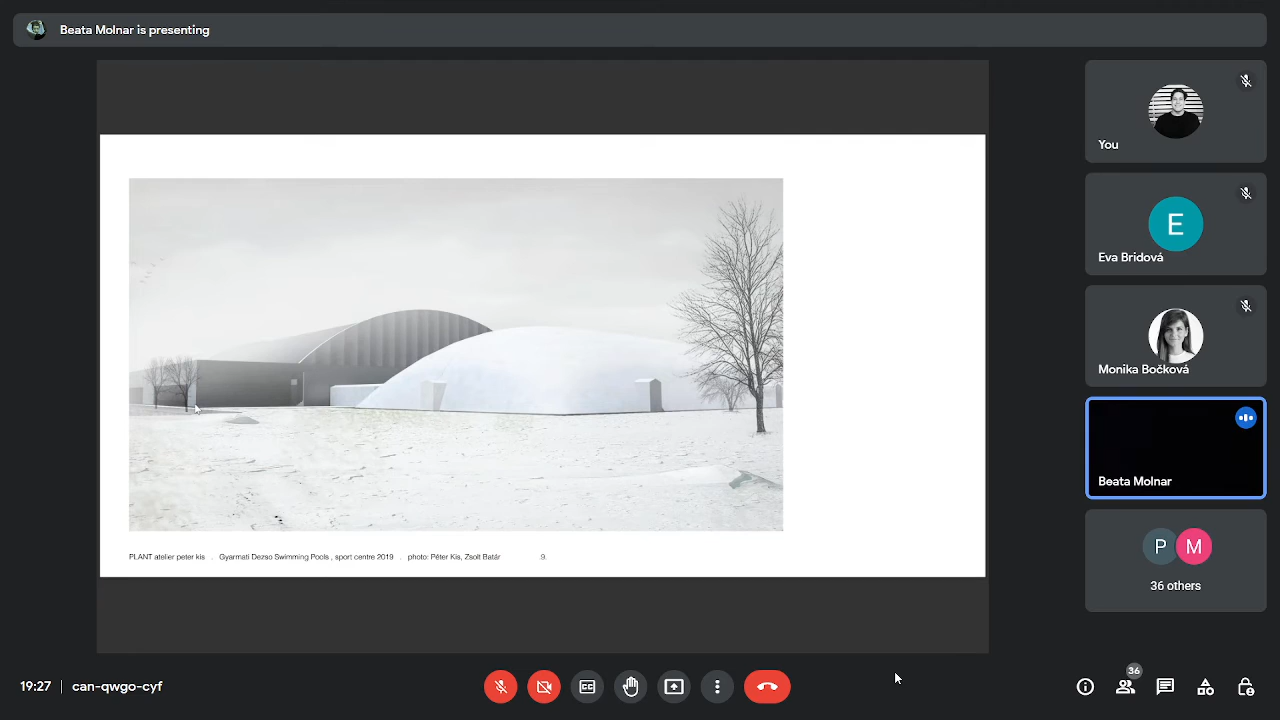 Beata Molnar is presenting
You
E
Eva Bridová
Monika Bočková
Beata Molnar
P M
36 others
PLANT atelier peter kis . Gyarmati Dezso Swimming Pools , sport centre 2019 . photo: Péter Kis, Zsolt Batár .9.
19:27 | can-qwgo-cyf
36